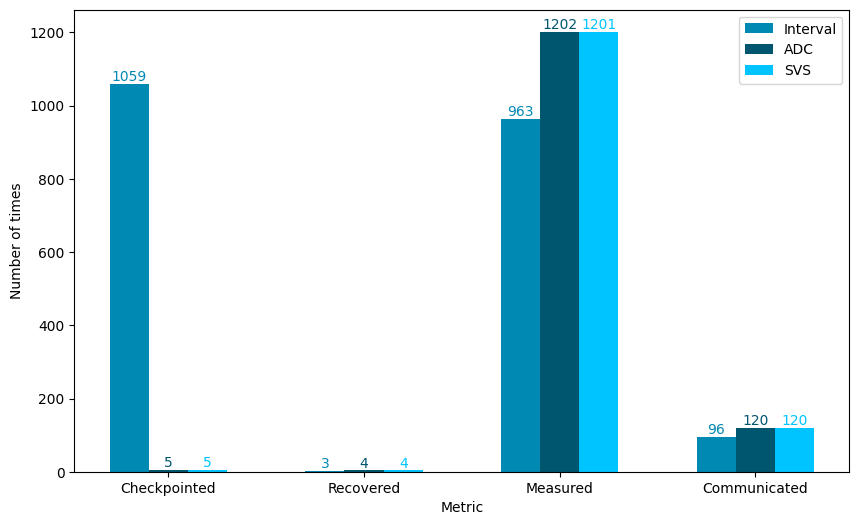 Number of times
1200
1000
800
600
400
200
0
1059
5
5
3
4
4
963
1202
1201
96
120
120
Interval
ADC
SVS
Checkpointed
Recovered
Measured
Communicated
Metric